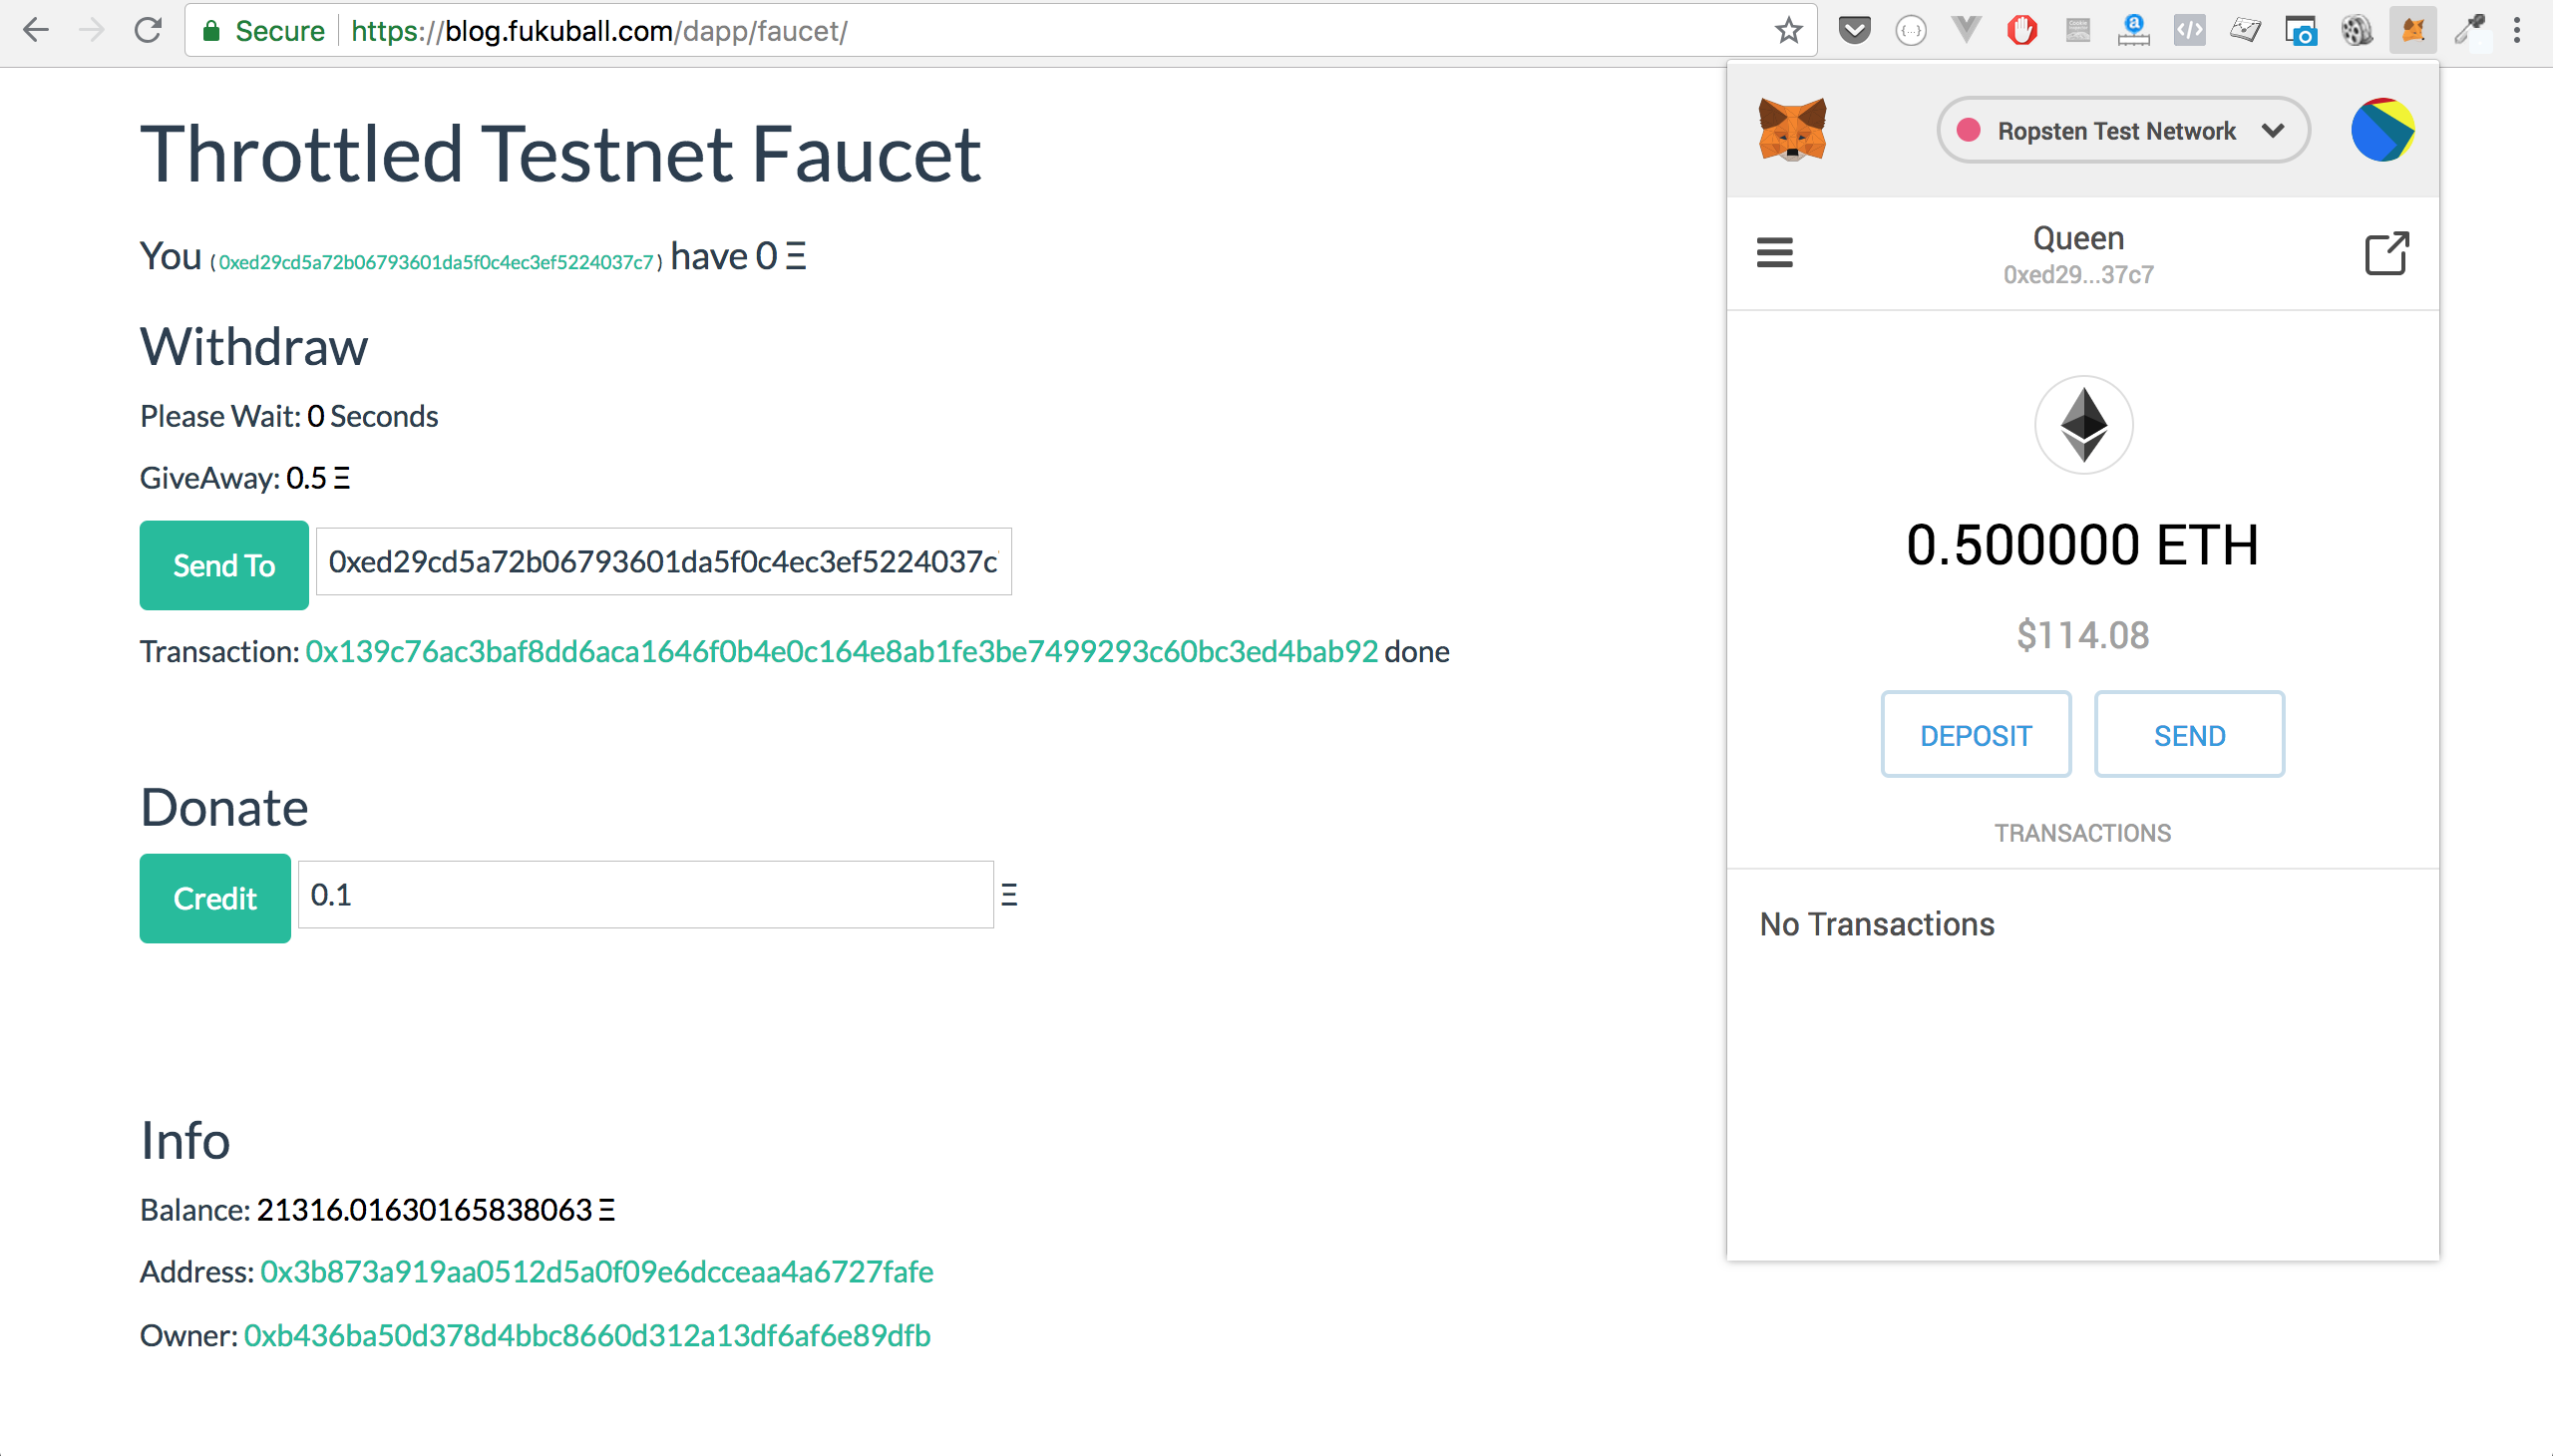 Secure https://blog.fukuball.com/dapp/faucet/
Throttled Testnet Faucet
You (0xed29cd5a72b06793601da5f0c4ec3ef5224037c7) have 0 Ξ
Withdraw
Please Wait: 0 Seconds
GiveAway: 0.5 Ξ
Send To 0xed29cd5a72b06793601da5f0c4ec3ef5224037c
Transaction: 0x139c76ac3baf8dd6aca1646f0b4e0c164e8ab1fe3be7499293c60bc3ed4bab92 done
Donate
Credit 0.1 Ξ
Info
Balance: 21316.01630165838063 Ξ
Address: 0x3b873a919aa0512d5a0f09e6dcceaa4a6727fafe
Owner: 0xb436ba50d378d4bbc8660d312a13df6af6e89dfb
Ropsten Test Network
Queen
0xed29...37c7
0.500000 ETH
$114.08
DEPOSIT SEND
TRANSACTIONS
No Transactions